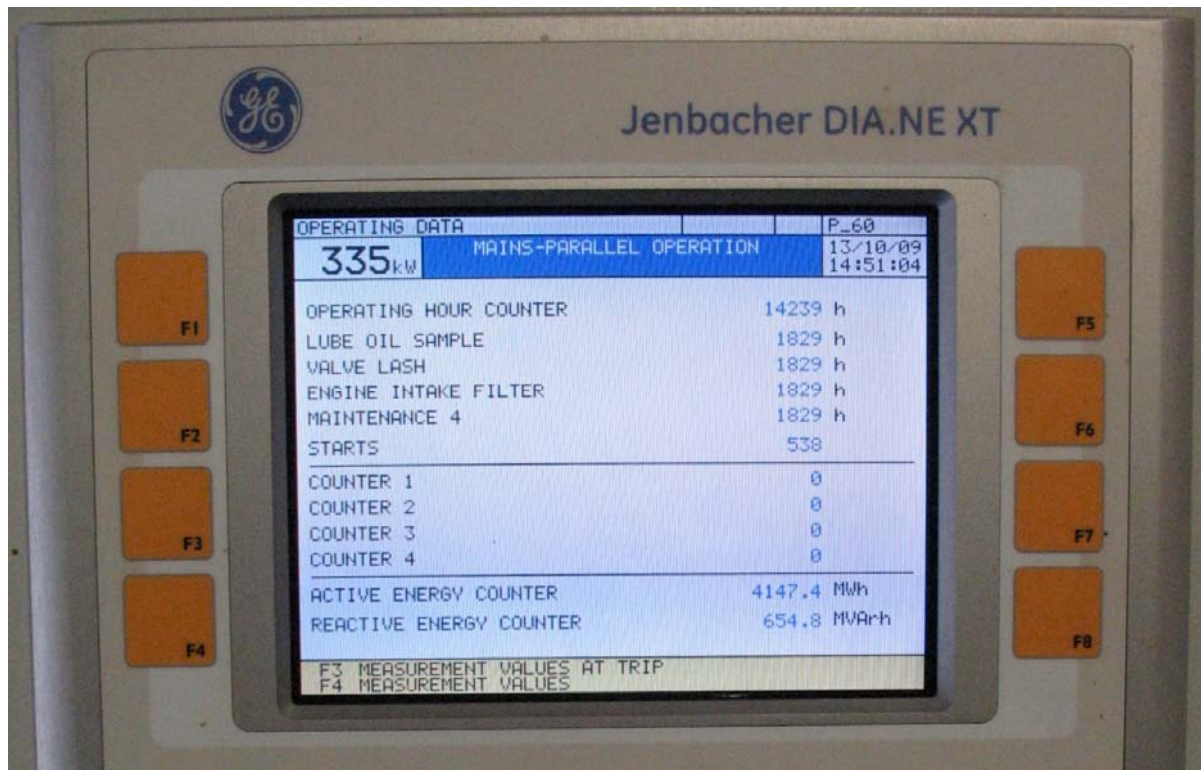 GE
Jenbacher DIA.NE XT
OPERATING DATA P_60
335kW MAINS-PARALLEL OPERATION 13/10/09
14:51:04
OPERATING HOUR COUNTER 14239 h
LUBE OIL SAMPLE 1829 h
VALVE LASH 1829 h
ENGINE INTAKE FILTER 1829 h
MAINTENANCE 4 1829 h
STARTS 538
COUNTER 1 0
COUNTER 2 0
COUNTER 3 0
COUNTER 4 0
ACTIVE ENERGY COUNTER 4147.4 MWh
REACTIVE ENERGY COUNTER 654.8 MVArh
F3 MEASUREMENT VALUES AT TRIP
F4 MEASUREMENT VALUES
F1
F2
F3
F4
F5
F6
F7
F8